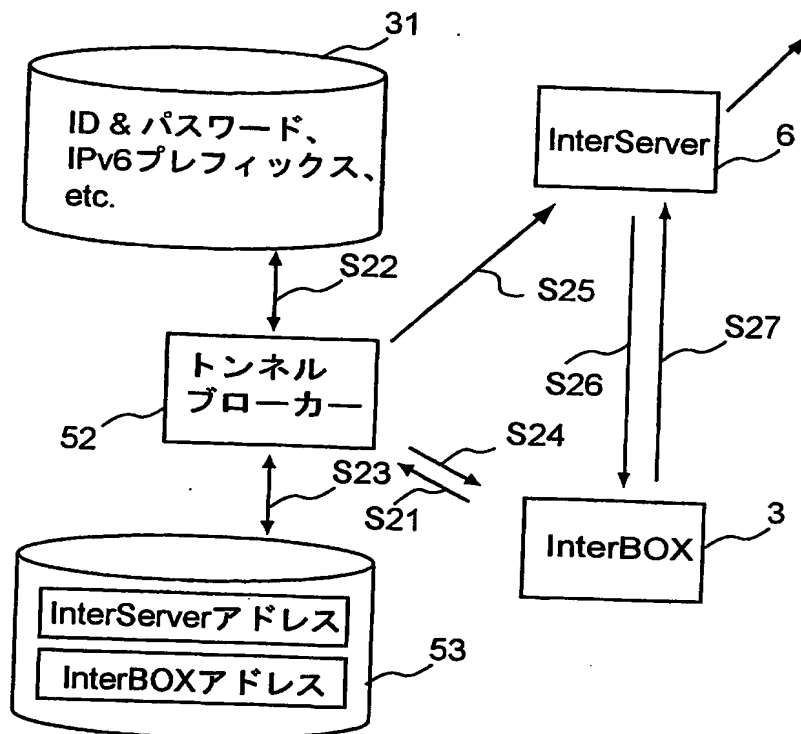 31
ID & パスワード、
IPv6プレフィックス、
etc.
InterServer
6
S22
S25
S26
S27
トンネル
ブローカー
52
S24
S23
S21
InterBOX
3
InterServerアドレス
InterBOXアドレス
53